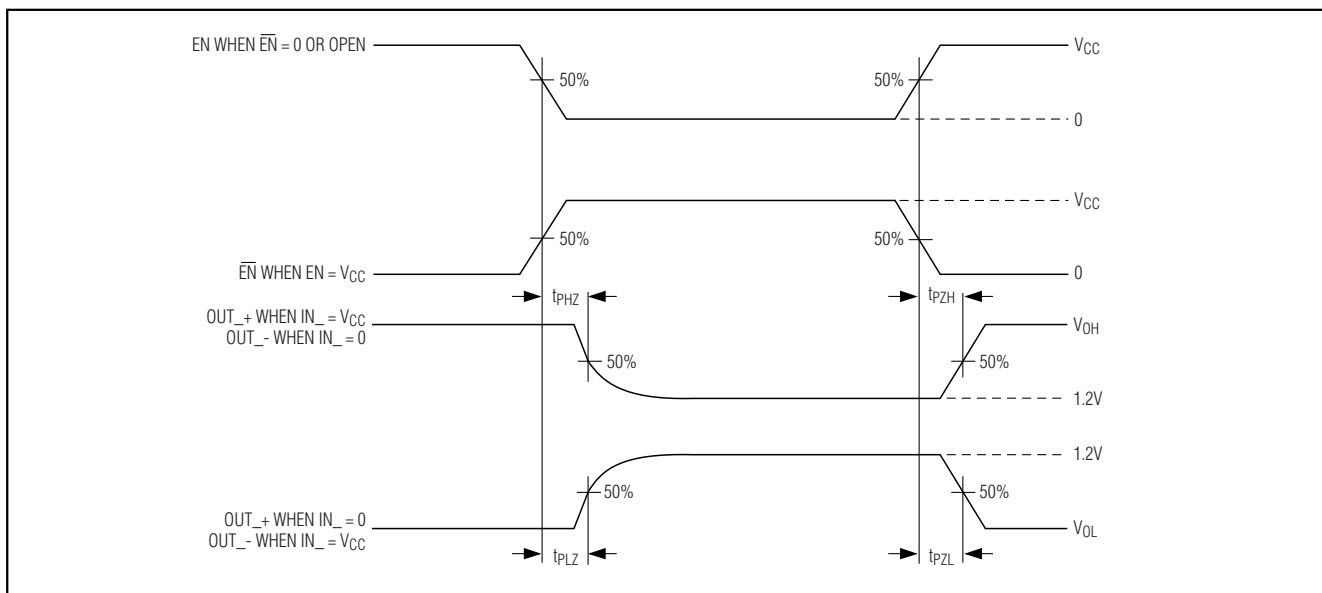 EN WHEN E̅N̅ = 0 OR OPEN
VCC
50%
50%
0
VCC
50%
50%
E̅N̅ WHEN EN = VCC
0
tPHZ
tPZH
OUT_+ WHEN IN_ = VCC
OUT_- WHEN IN_ = 0
VOH
50%
50%
1.2V
1.2V
50%
50%
OUT_+ WHEN IN_ = 0
OUT_- WHEN IN_ = VCC
VOL
tPLZ
tPZL